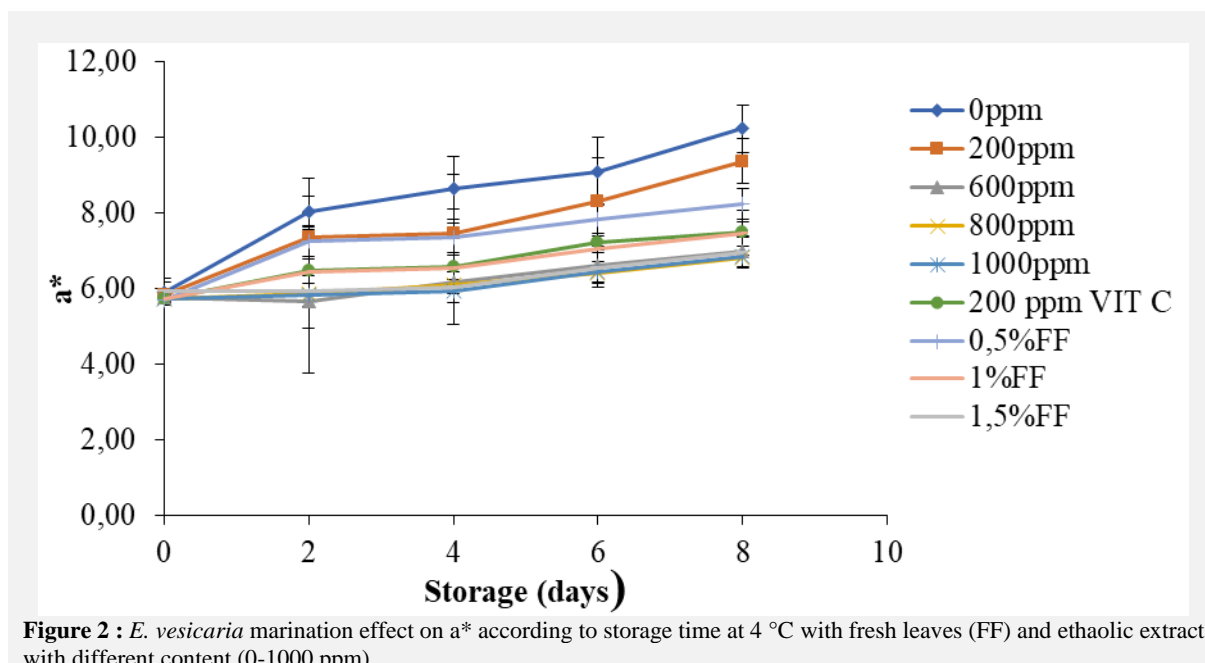 12,00
10,00
8,00
6,00
4,00
2,00
0,00
a*
0 2 4 6 8 10
Storage (days)
0ppm
200ppm
600ppm
800ppm
1000ppm
200 ppm VIT C
0,5%FF
1%FF
1,5%FF
Figure 2 : E. vesicaria marination effect on a* according to storage time at 4 °C with fresh leaves (FF) and ethaolic extract
with different content (0-1000 ppm)